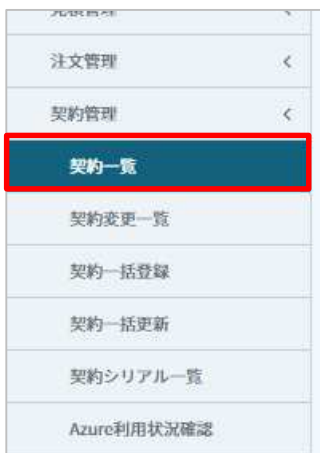 注文管理
契約管理
契約一覧
契約変更一覧
契約一括登録
契約一括更新
契約シリアル一覧
Azure利用状況確認